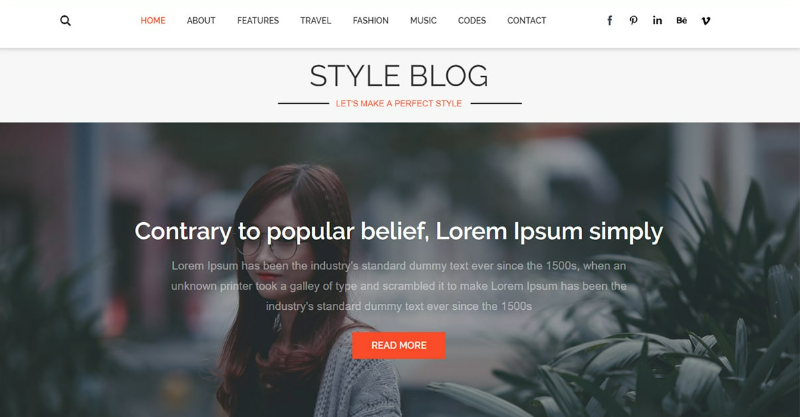 HOME ABOUT FEATURES TRAVEL FASHION MUSIC CODES CONTACT
STYLE BLOG
LET'S MAKE A PERFECT STYLE
Contrary to popular belief, Lorem Ipsum simply
Lorem Ipsum has been the industry's standard dummy text ever since the 1500s, when an
unknown printer took a galley of type and scrambled it to make Lorem Ipsum has been the
industry's standard dummy text ever since the 1500s
READ MORE